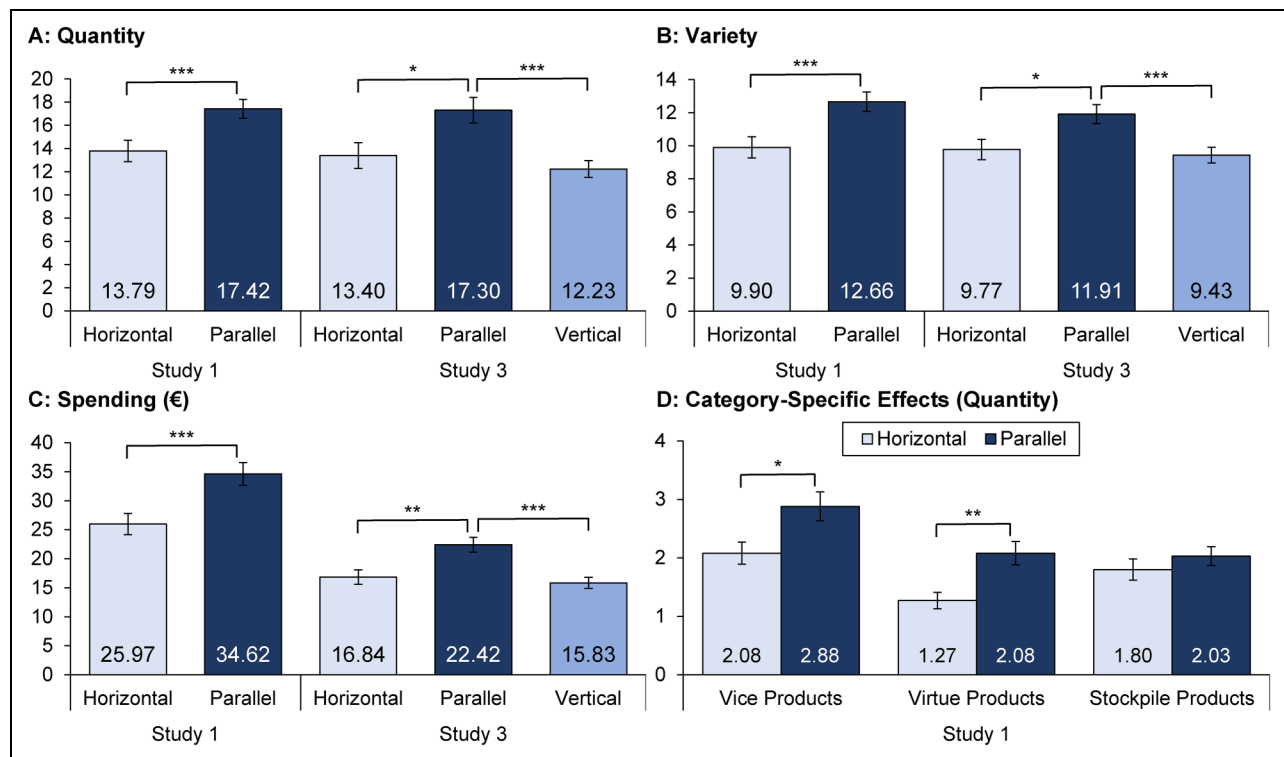 A: Quantity
***
*
***
20
18
16
14
12
10
8
6
4
2
0
13.79
17.42
13.40
17.30
12.23
Horizontal
Parallel
Horizontal
Parallel
Vertical
Study 1
Study 3
B: Variety
***
*
***
14
12
10
8
6
4
2
0
9.90
12.66
9.77
11.91
9.43
Horizontal
Parallel
Horizontal
Parallel
Vertical
Study 1
Study 3
C: Spending (€)
***
**
***
40
35
30
25
20
15
10
5
0
25.97
34.62
16.84
22.42
15.83
Horizontal
Parallel
Horizontal
Parallel
Vertical
Study 1
Study 3
D: Category-Specific Effects (Quantity)
Horizontal
Parallel
*
**
4
3
2
1
0
2.08
2.88
1.27
2.08
1.80
2.03
Vice Products
Virtue Products
Stockpile Products
Study 1